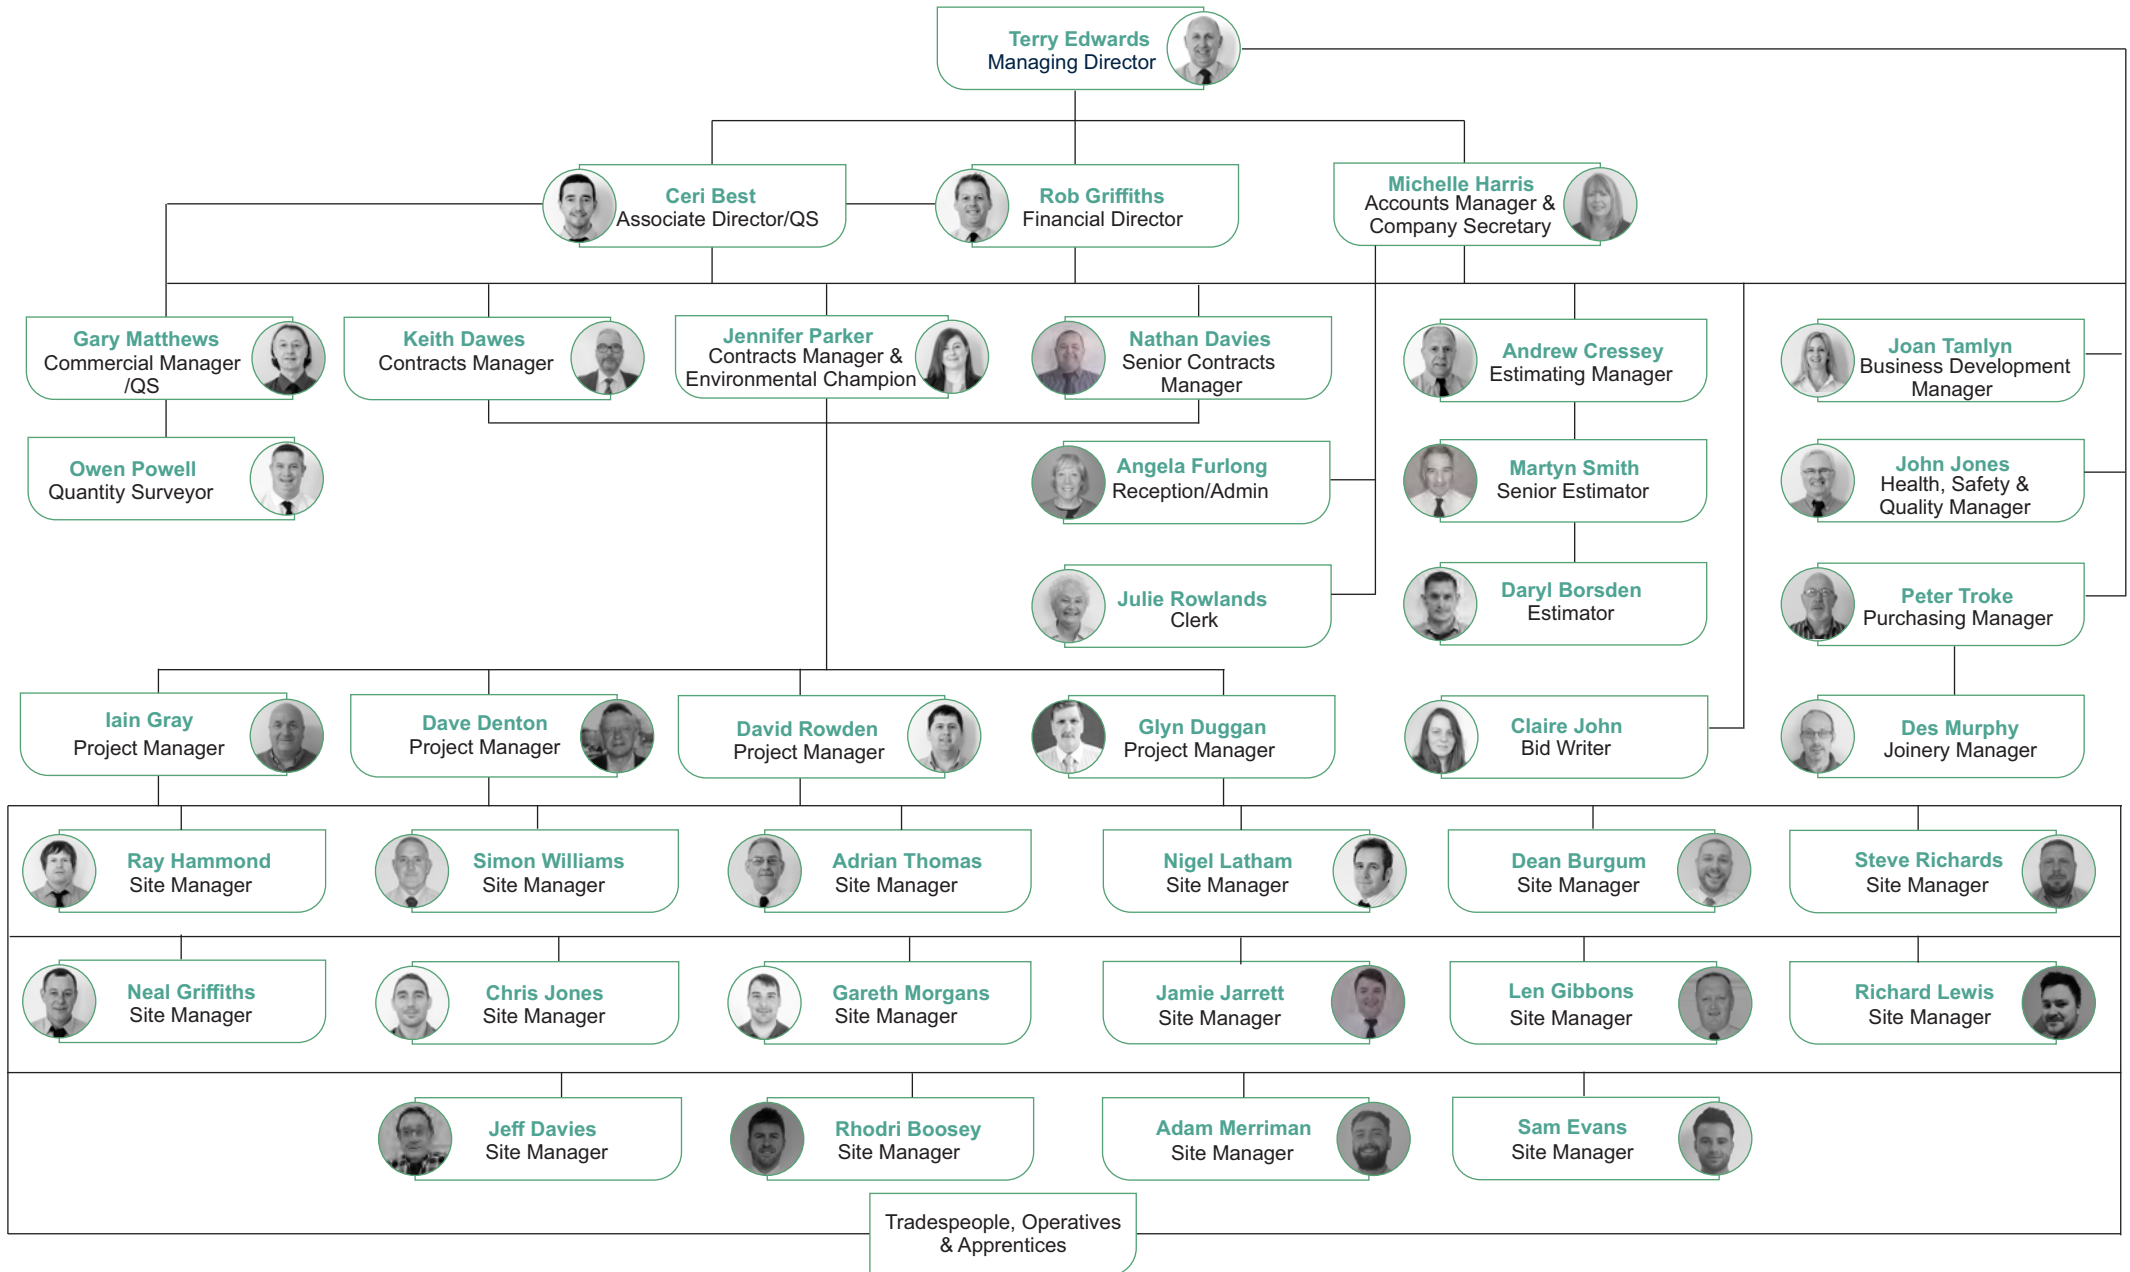 Terry Edwards
Managing Director
Ceri Best
Associate Director/QS
Rob Griffiths
Financial Director
Michelle Harris
Accounts Manager &
Company Secretary
Gary Matthews
Commercial Manager
/QS
Keith Dawes
Contracts Manager
Jennifer Parker
Contracts Manager &
Environmental Champion
Nathan Davies
Senior Contracts
Manager
Andrew Cressey
Estimating Manager
Joan Tamlyn
Business Development
Manager
Owen Powell
Quantity Surveyor
Angela Furlong
Reception/Admin
Martyn Smith
Senior Estimator
John Jones
Health, Safety &
Quality Manager
Julie Rowlands
Clerk
Daryl Borsden
Estimator
Peter Troke
Purchasing Manager
Iain Gray
Project Manager
Dave Denton
Project Manager
David Rowden
Project Manager
Glyn Duggan
Project Manager
Claire John
Bid Writer
Des Murphy
Joinery Manager
Ray Hammond
Site Manager
Simon Williams
Site Manager
Adrian Thomas
Site Manager
Nigel Latham
Site Manager
Dean Burgum
Site Manager
Steve Richards
Site Manager
Neal Griffiths
Site Manager
Chris Jones
Site Manager
Gareth Morgans
Site Manager
Jamie Jarrett
Site Manager
Len Gibbons
Site Manager
Richard Lewis
Site Manager
Jeff Davies
Site Manager
Rhodri Boosey
Site Manager
Adam Merriman
Site Manager
Sam Evans
Site Manager
Tradespeople, Operatives
& Apprentices